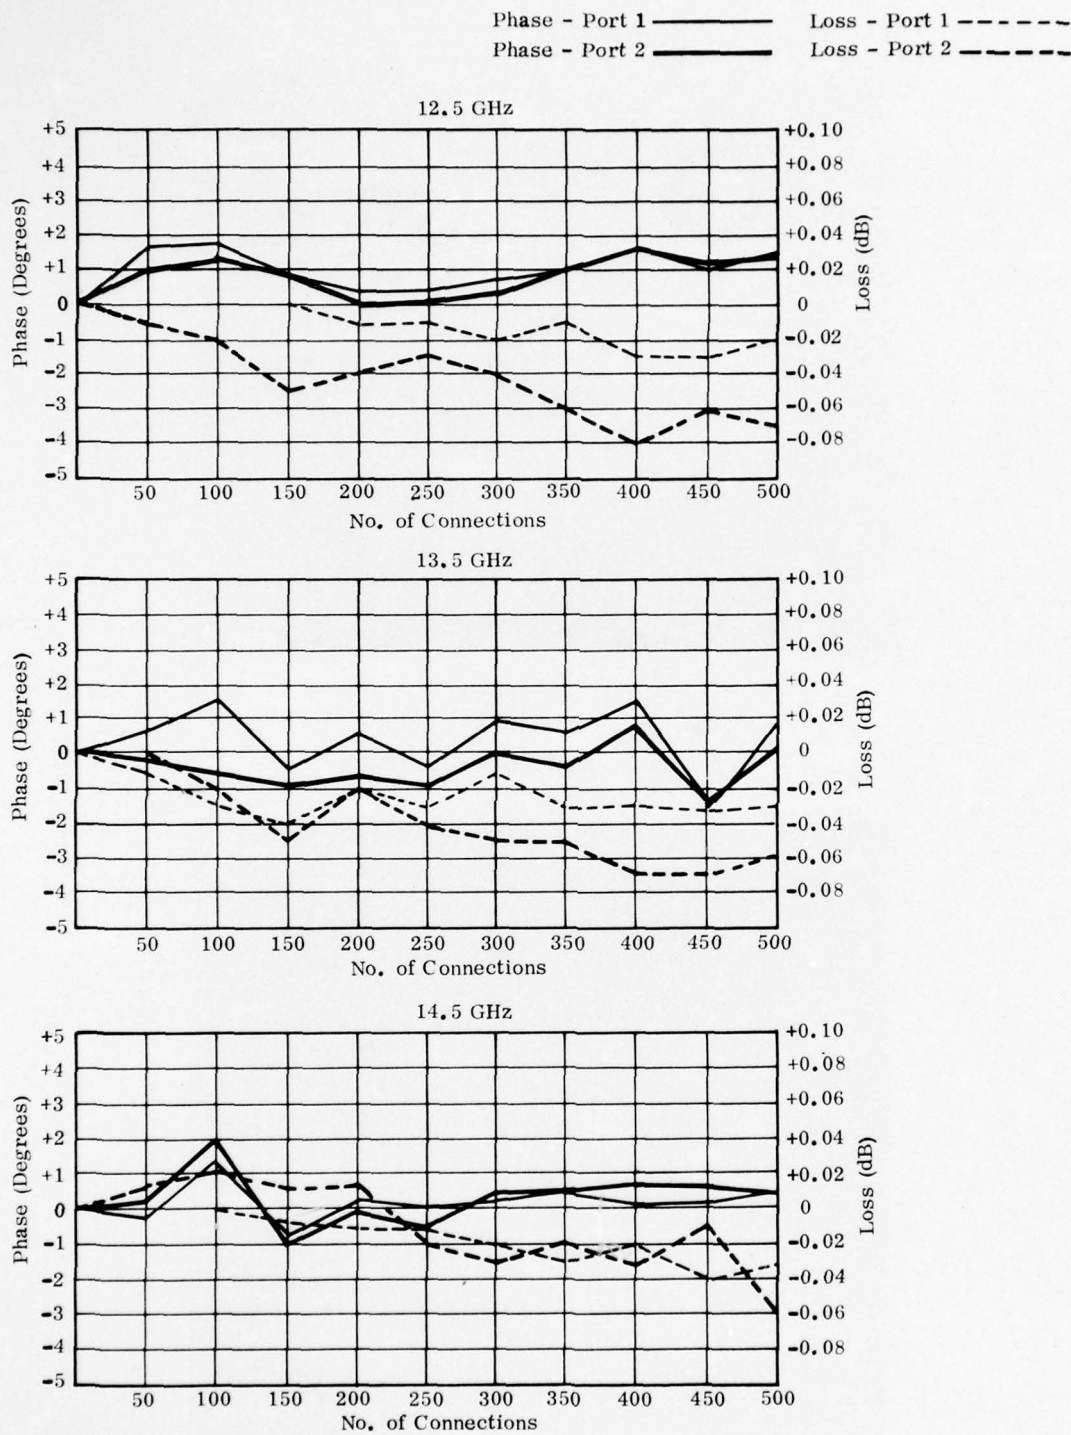 Phase - Port 1 Loss - Port 1
Phase - Port 2 Loss - Port 2
12.5 GHz
+5 +0.10
+4 +0.08
+3 +0.06
+2 +0.04
+1 +0.02
0 0
-1 -0.02
-2 -0.04
-3 -0.06
-4 -0.08
-5
Phase (Degrees)
Loss (dB)
50 100 150 200 250 300 350 400 450 500
No. of Connections
13.5 GHz
+5 +0.10
+4 +0.08
+3 +0.06
+2 +0.04
+1 +0.02
0 0
-1 -0.02
-2 -0.04
-3 -0.06
-4 -0.08
-5
Phase (Degrees)
Loss (dB)
50 100 150 200 250 300 350 400 450 500
No. of Connections
14.5 GHz
+5 +0.10
+4 +0.08
+3 +0.06
+2 +0.04
+1 +0.02
0 0
-1 -0.02
-2 -0.04
-3 -0.06
-4 -0.08
-5
Phase (Degrees)
Loss (dB)
50 100 150 200 250 300 350 400 450 500
No. of Connections